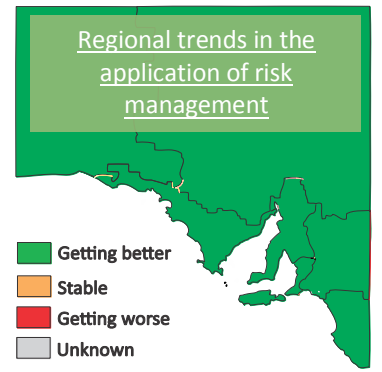 Regional trends in the
application of risk
management
Getting better
Stable
Getting worse
Unknown